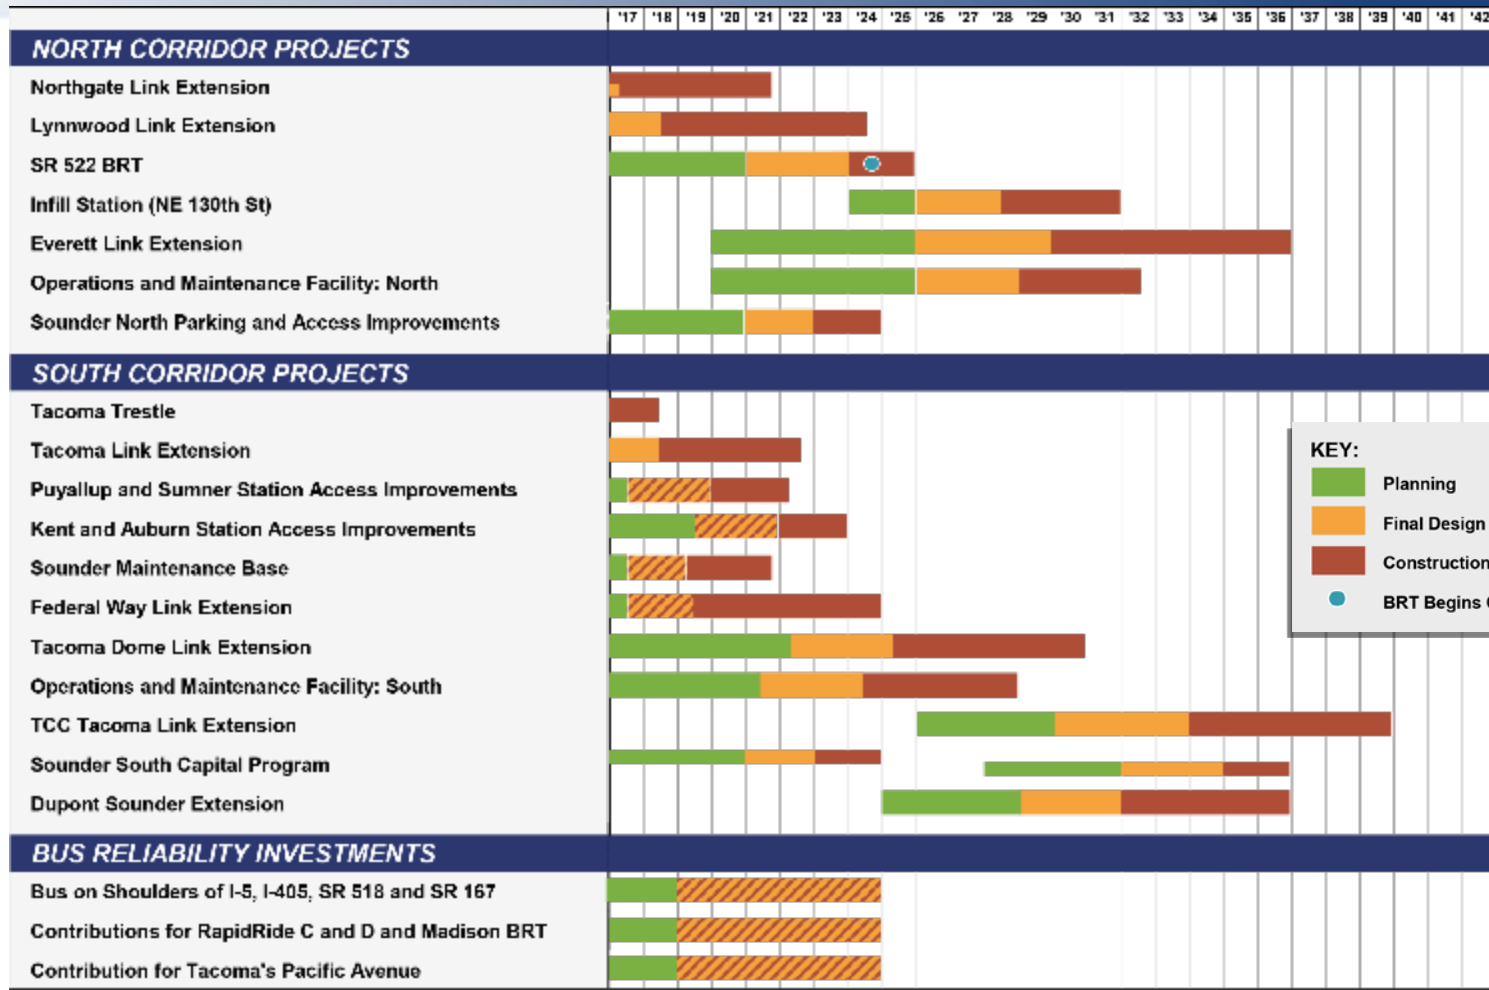 '17 '18 '19 '20 '21 '22 '23 '24 '25 '26 '27 '28 '29 '30 '31 '32 '33 '34 '35 '36 '37 '38 '39 '40 '41 '42
NORTH CORRIDOR PROJECTS
Northgate Link Extension
Lynnwood Link Extension
SR 522 BRT
Infill Station (NE 130th St)
Everett Link Extension
Operations and Maintenance Facility: North
Sounder North Parking and Access Improvements
SOUTH CORRIDOR PROJECTS
Tacoma Trestle
Tacoma Link Extension
Puyallup and Sumner Station Access Improvements
Kent and Auburn Station Access Improvements
Sounder Maintenance Base
Federal Way Link Extension
Tacoma Dome Link Extension
Operations and Maintenance Facility: South
TCC Tacoma Link Extension
Sounder South Capital Program
Dupont Sounder Extension
KEY:
Planning
Final Design
Construction
BRT Begins
BUS RELIABILITY INVESTMENTS
Bus on Shoulders of I-5, I-405, SR 518 and SR 167
Contributions for RapidRide C and D and Madison BRT
Contribution for Tacoma's Pacific Avenue